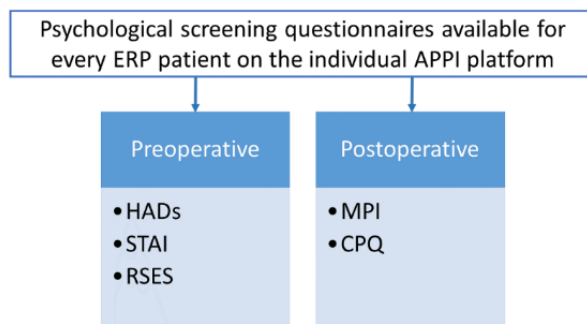 Psychological screening questionnaires available for
every ERP patient on the individual APPI platform
Preoperative
•HADs
•STAI
•RSES
Postoperative
•MPI
•CPQ